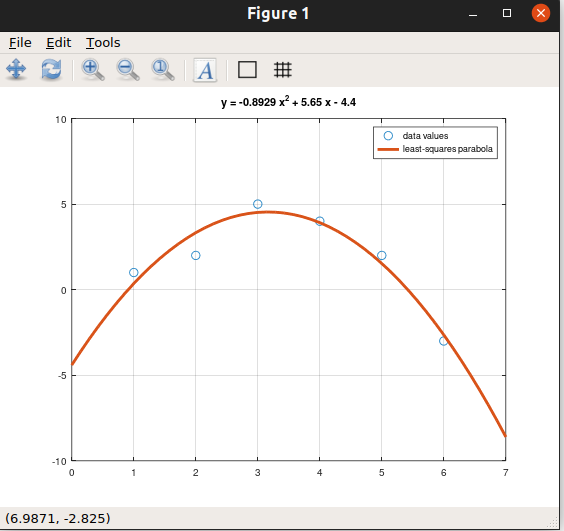 Figure 1
File Edit Tools
1 A
y = -0.8929 x² + 5.65 x - 4.4
data values
least-squares parabola
10
5
0
-5
-10
0 1 2 3 4 5 6 7
(6.9871, -2.825)